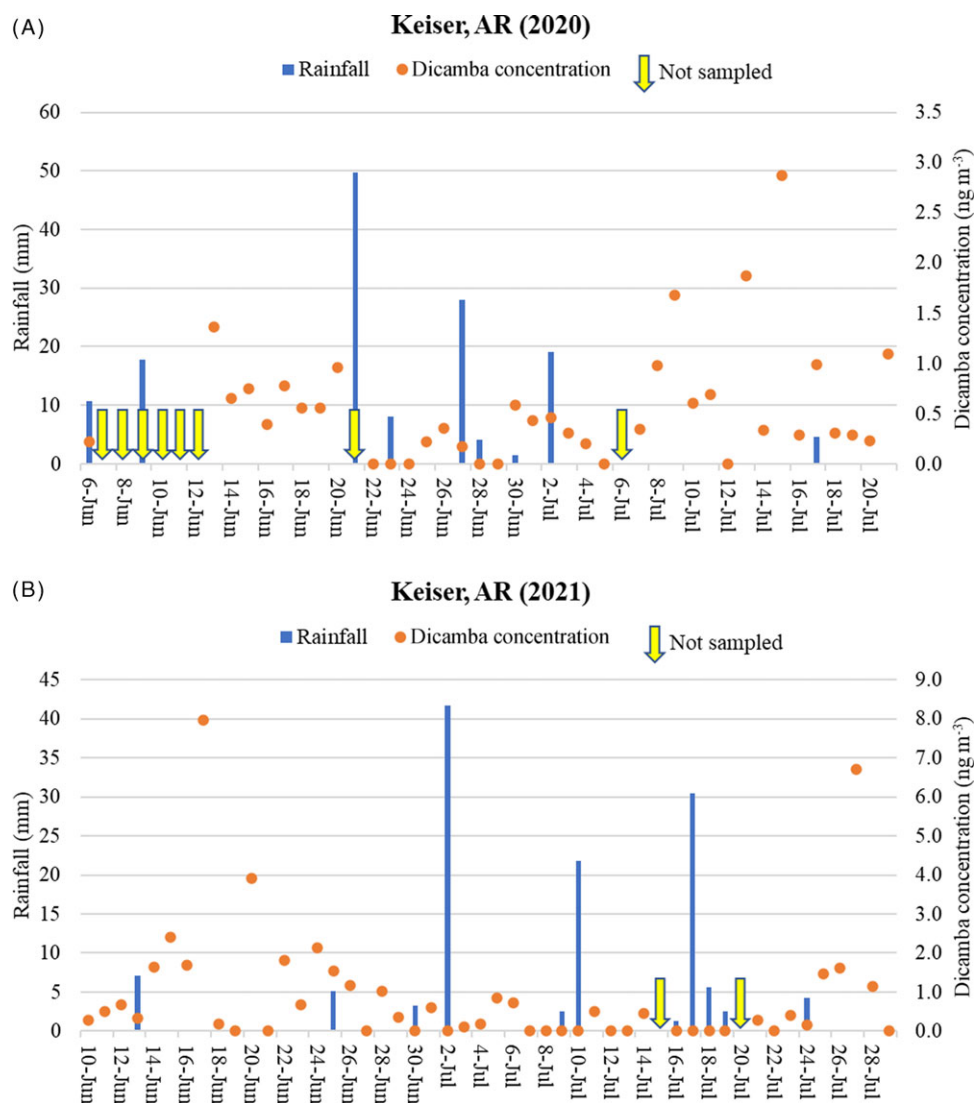 (A)
Keiser, AR (2020)
Rainfall Dicamba concentration Not sampled
60 3.5
50 3.0
40 2.5
30 2.0
20 1.5
10 1.0
0 0.5
0.0
Rainfall (mm)
Dicamba concentration (ng m⁻³)
6-Jun 8-Jun 10-Jun 12-Jun 14-Jun 16-Jun 18-Jun 20-Jun 22-Jun 24-Jun 26-Jun 28-Jun 30-Jun 2-Jul 4-Jul 6-Jul 8-Jul 10-Jul 12-Jul 14-Jul 16-Jul 18-Jul 20-Jul
(B)
Keiser, AR (2021)
Rainfall Dicamba concentration Not sampled
45 9.0
40 8.0
35 7.0
30 6.0
25 5.0
20 4.0
15 3.0
10 2.0
5 1.0
0 0.0
Rainfall (mm)
Dicamba concentration (ng m⁻³)
10-Jun 12-Jun 14-Jun 16-Jun 18-Jun 20-Jun 22-Jun 24-Jun 26-Jun 28-Jun 30-Jun 2-Jul 4-Jul 6-Jul 8-Jul 10-Jul 12-Jul 14-Jul 16-Jul 18-Jul 20-Jul 22-Jul 24-Jul 26-Jul 28-Jul